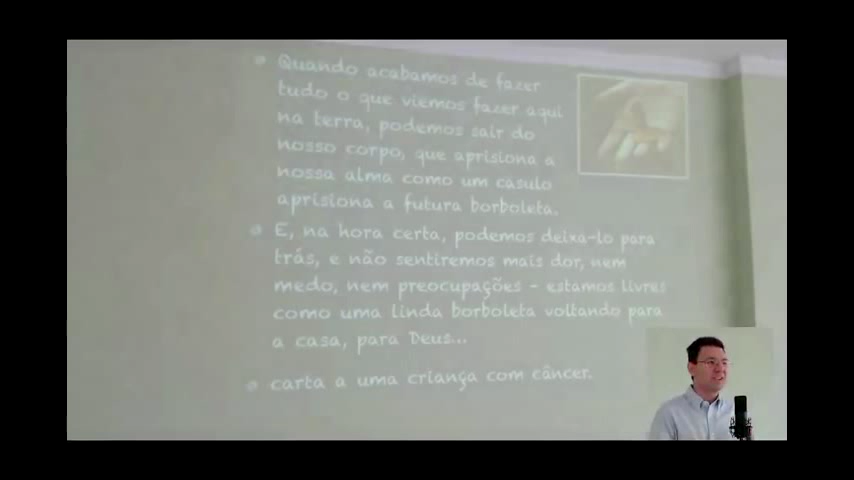 Quando acabamos de fazer
tudo o que viemos fazer aqui
na terra, podemos sair do
nosso corpo, que aprisiona a
nossa alma como um casulo
aprisiona a futura borboleta.
E, na hora certa, podemos deixa-lo para
trás, e não sentiremos mais dor, nem
medo, nem preocupações - estamos livres
como uma linda borboleta voltando para
a casa, para Deus...
carta a uma criança com câncer.